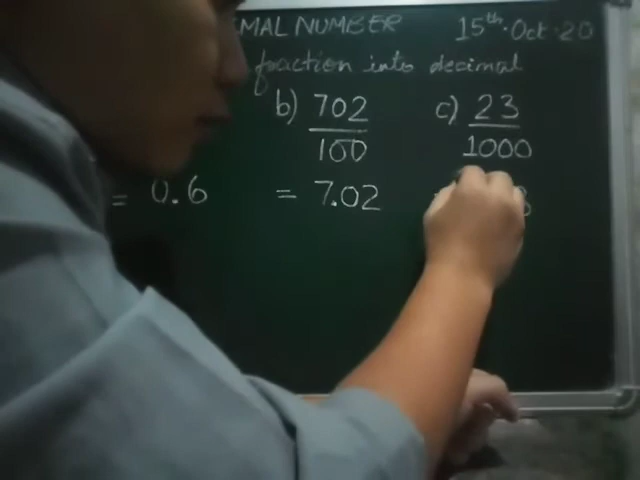 MAL NUMBER 15th.Oct.20
fraction into decimal
b) 702/100 c) 23/1000
= 0.6 = 7.02